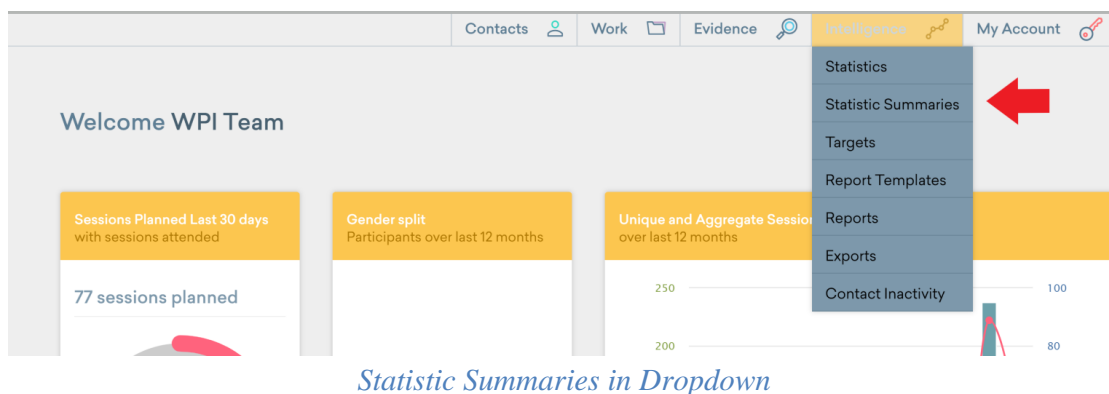 Contacts Work Evidence Intelligence My Account
Statistics
Statistic Summaries
Targets
Report Templates
Reports
Exports
Contact Inactivity
Welcome WPI Team
Sessions Planned Last 30 days
with sessions attended
77 sessions planned
Gender split
Participants over last 12 months
Unique and Aggregate Session
over last 12 months
250
100
200
80
Statistic Summaries in Dropdown